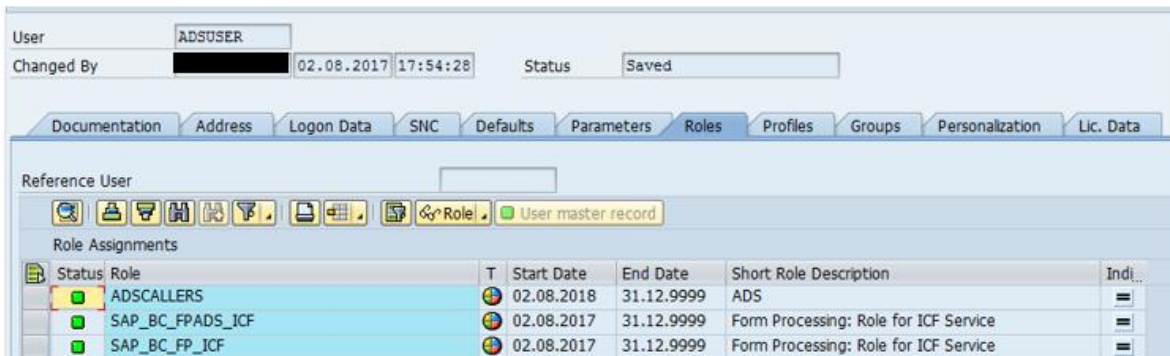 User ADSUSER
Changed By 02.08.2017 17:54:28 Status Saved
Documentation Address Logon Data SNC Defaults Parameters Roles Profiles Groups Personalization Lic. Data
Reference User
Role User master record
Role Assignments
Status Role T Start Date End Date Short Role Description Indi...
ADSCALLERS 02.08.2018 31.12.9999 ADS
SAP_BC_FPADS_ICF 02.08.2017 31.12.9999 Form Processing: Role for ICF Service
SAP_BC_FP_ICF 02.08.2017 31.12.9999 Form Processing: Role for ICF Service